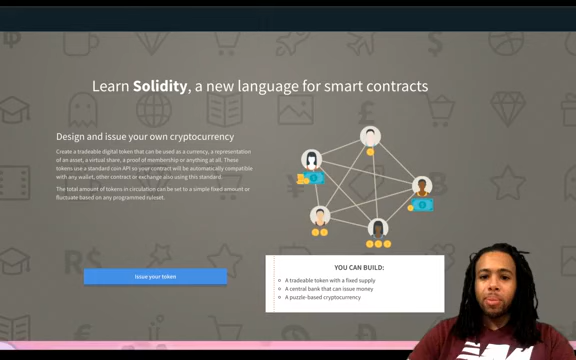 Learn Solidity, a new language for smart contracts
Design and issue your own cryptocurrency
Create a tradeable digital token that can be used as a currency, a representation
of an asset, a virtual share, a proof of membership or anything at all. These
tokens use a standard coin API so your contract will be automatically compatible
with any wallet, other contract or exchange also using this standard.
The total amount of tokens in circulation can be set to a simple fixed amount or
fluctuate based on any programmed ruleset.
Issue your token
YOU CAN BUILD:
A tradeable token with a fixed supply
A central bank that can issue money
A puzzle-based cryptocurrency